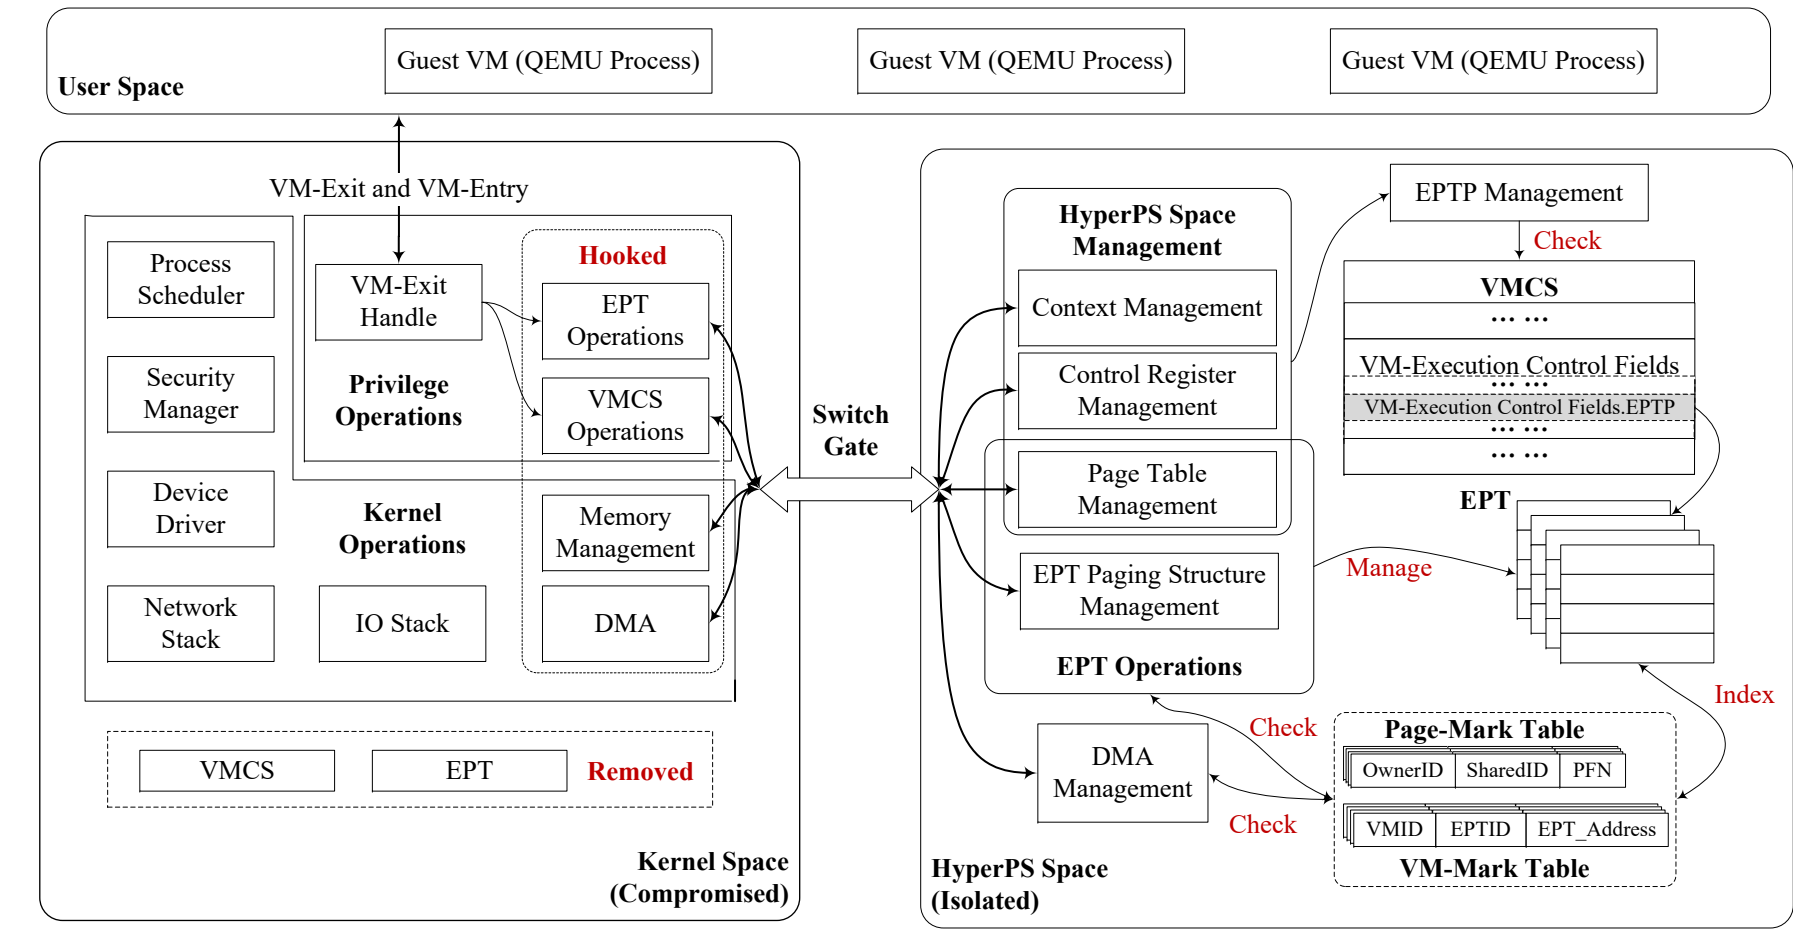 Guest VM (QEMU Process)
Guest VM (QEMU Process)
Guest VM (QEMU Process)
User Space
VM-Exit and VM-Entry
Process
Scheduler
Security
Manager
Device
Driver
Network
Stack
VM-Exit
Handle
Privilege
Operations
Hooked
EPT
Operations
VMCS
Operations
Kernel
Operations
Memory
Management
IO Stack
DMA
VMCS
EPT
Removed
Kernel Space
(Compromised)
Switch
Gate
HyperPS Space
Management
Context Management
Control Register
Management
Page Table
Management
EPT Paging Structure
Management
EPT Operations
DMA
Management
HyperPS Space
(Isolated)
EPTP Management
Check
VMCS
... ...
VM-Execution Control Fields
... ...
VM-Execution Control Fields.EPTP
... ...
... ...
EPT
Manage
Index
Check
Check
Page-Mark Table
OwnerID SharedID PFN
VMID EPTID EPT_Address
VM-Mark Table